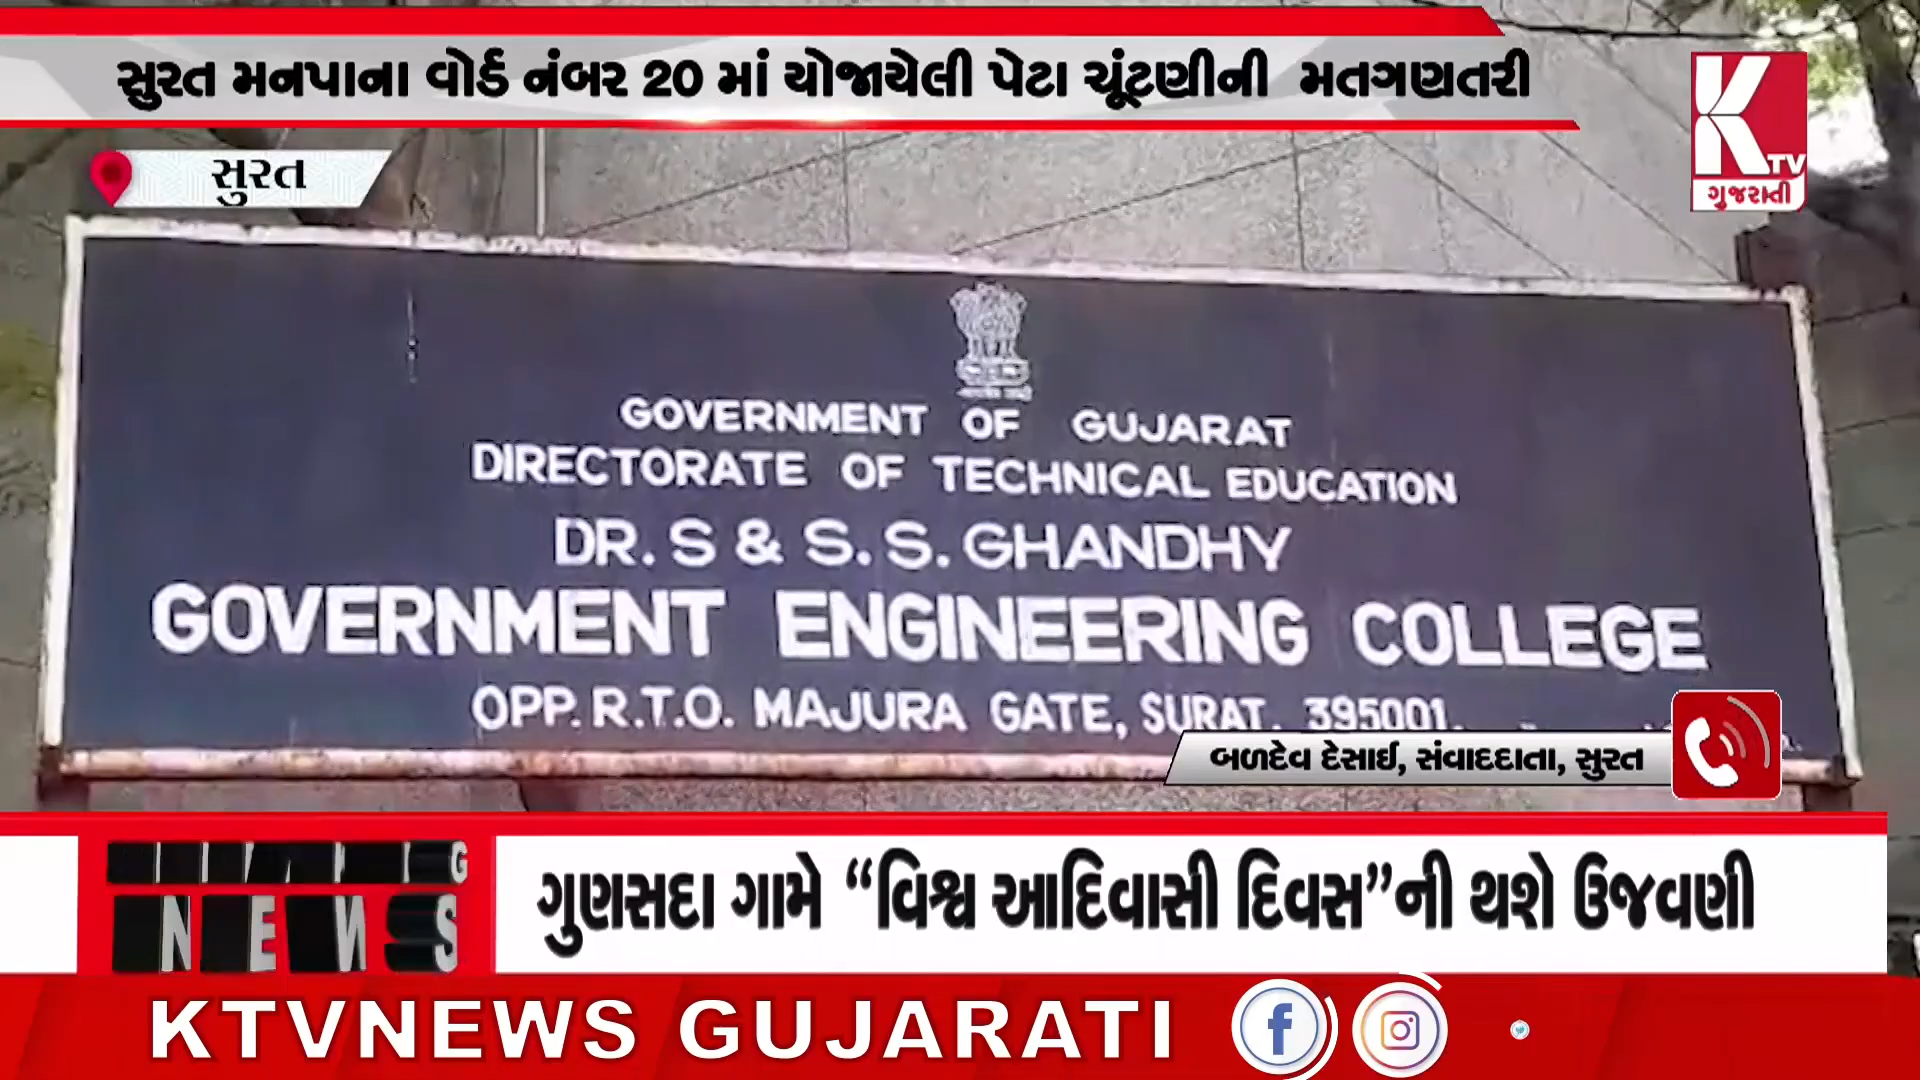 સુરત મનપાના વોર્ડ નંબર 20 માં યોજાયેલી પેટા ચૂંટણીની મતગણતરી
KTV
ગુજરાતી
સુરત
GOVERNMENT OF GUJARAT
DIRECTORATE OF TECHNICAL EDUCATION
DR. S & S. S. GHANDHY
GOVERNMENT ENGINEERING COLLEGE
OPP. R.T.O. MAJURA GATE, SURAT. 395001.
બળદેવ દેસાઈ, સંવાદદાતા, સુરત
NEWS
ગુણસદા ગામે “વિશ્વ આદિવાસી દિવસ”ની થશે ઉજવણી
KTVNEWS GUJARATI